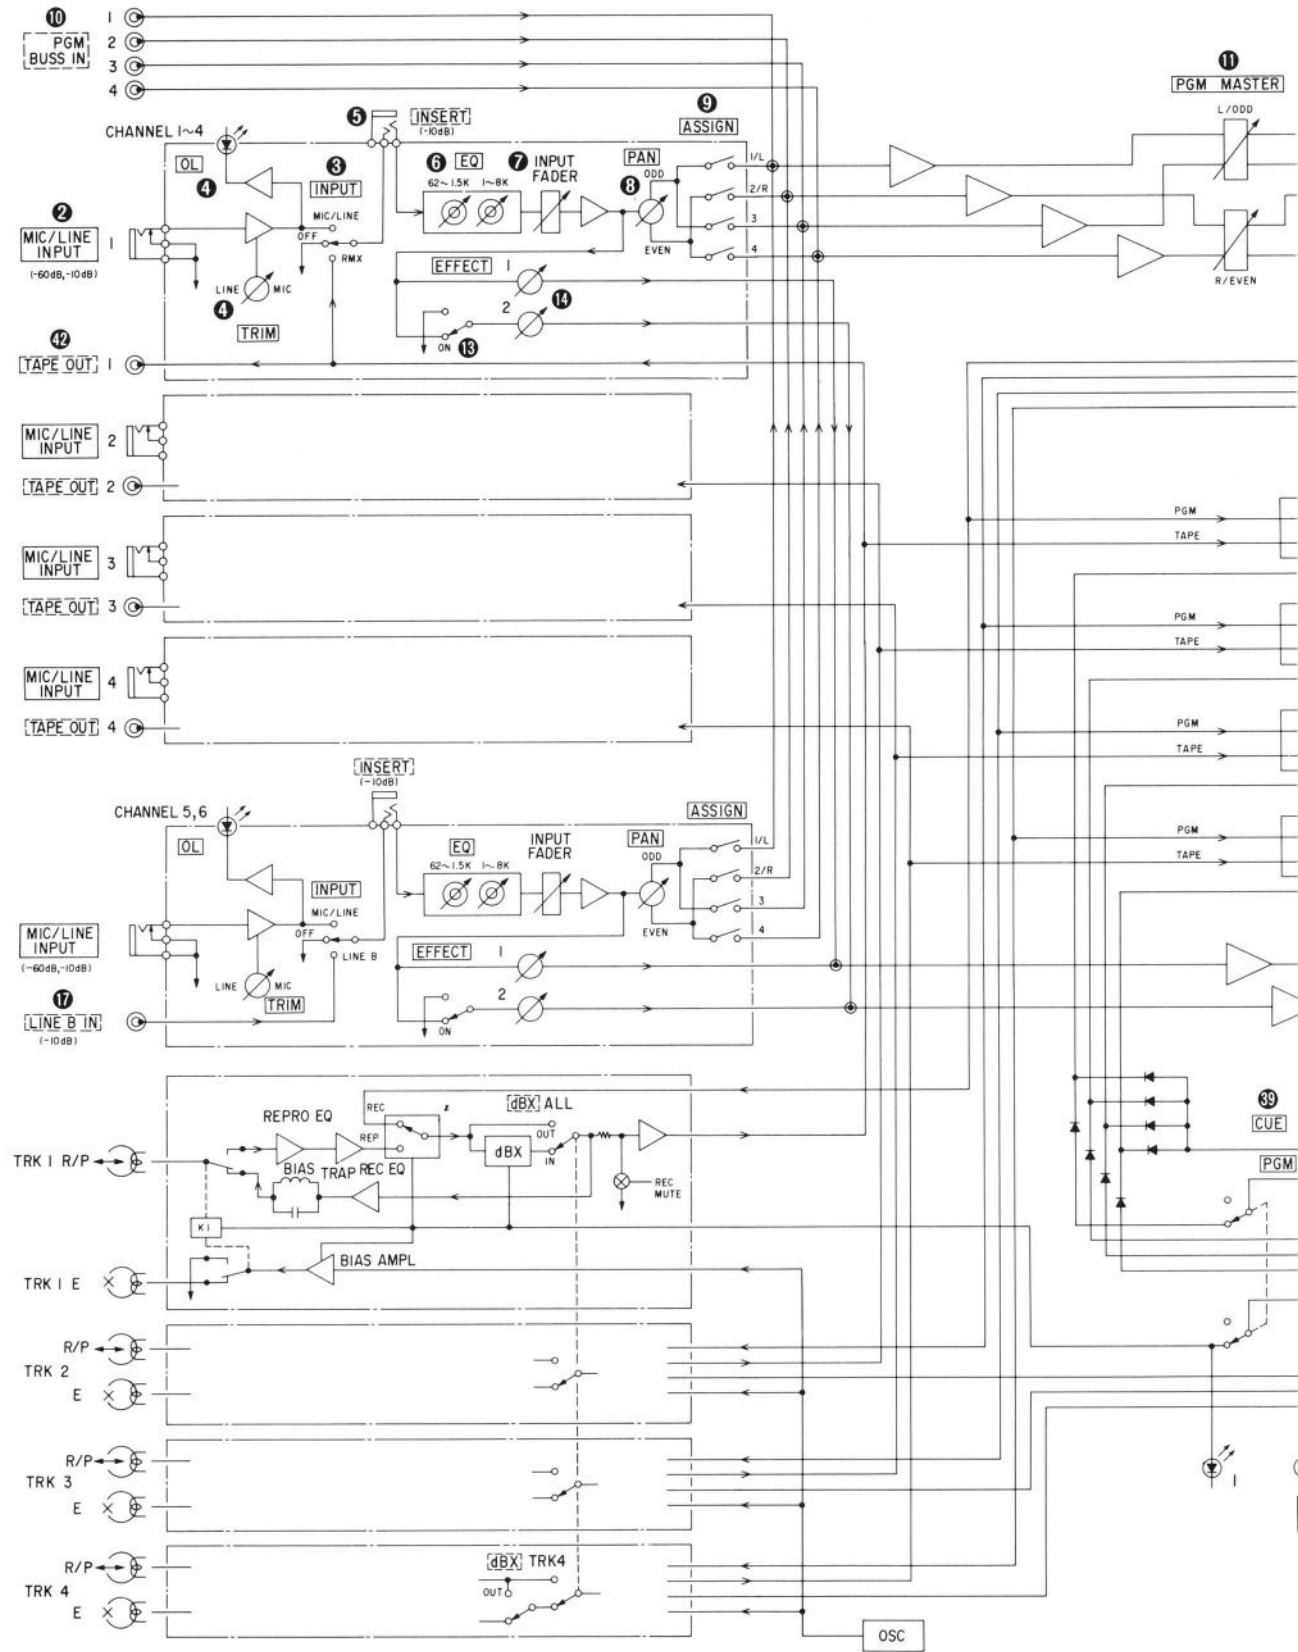 10
1
PGM
BUSS IN
2
3
4
11
PGM MASTER
L/ODD
5
INSERT
(-10dB)
9
ASSIGN
CHANNEL 1~4
OL
4
3
INPUT
6
EQ
62~1.5K 1~8K
7
INPUT
FADER
PAN
ODD
8
1/L
2/R
3
4
EVEN
2
MIC/LINE
INPUT
1
(-60dB,-10dB)
MIC/LINE
OFF
RMX
LINE
MIC
4
TRIM
EFFECT
1
2
14
ON
13
R/EVEN
42
TAPE OUT 1
MIC/LINE
INPUT
2
TAPE OUT 2
PGM
TAPE
MIC/LINE
INPUT
3
TAPE OUT 3
PGM
TAPE
MIC/LINE
INPUT
4
TAPE OUT 4
PGM
TAPE
INSERT
(-10dB)
CHANNEL 5,6
OL
INPUT
EQ
62~1.5K 1~8K
INPUT
FADER
PAN
ODD
ASSIGN
1/L
2/R
3
4
EVEN
PGM
TAPE
MIC/LINE
INPUT
(-60dB,-10dB)
MIC/LINE
OFF
LINE B
LINE
MIC
TRIM
EFFECT
1
2
ON
17
LINE B IN
(-10dB)
REPRO EQ
REC
REP
dBX ALL
OUT
dBX
IN
39
CUE
PGM
TRK 1 R/P
BIAS TRAP
REC EQ
REC
MUTE
K1
BIAS AMPL
TRK 1 E
R/P
TRK 2
E
R/P
TRK 3
E
1
R/P
TRK 4
E
dBX TRK4
OUT
OSC